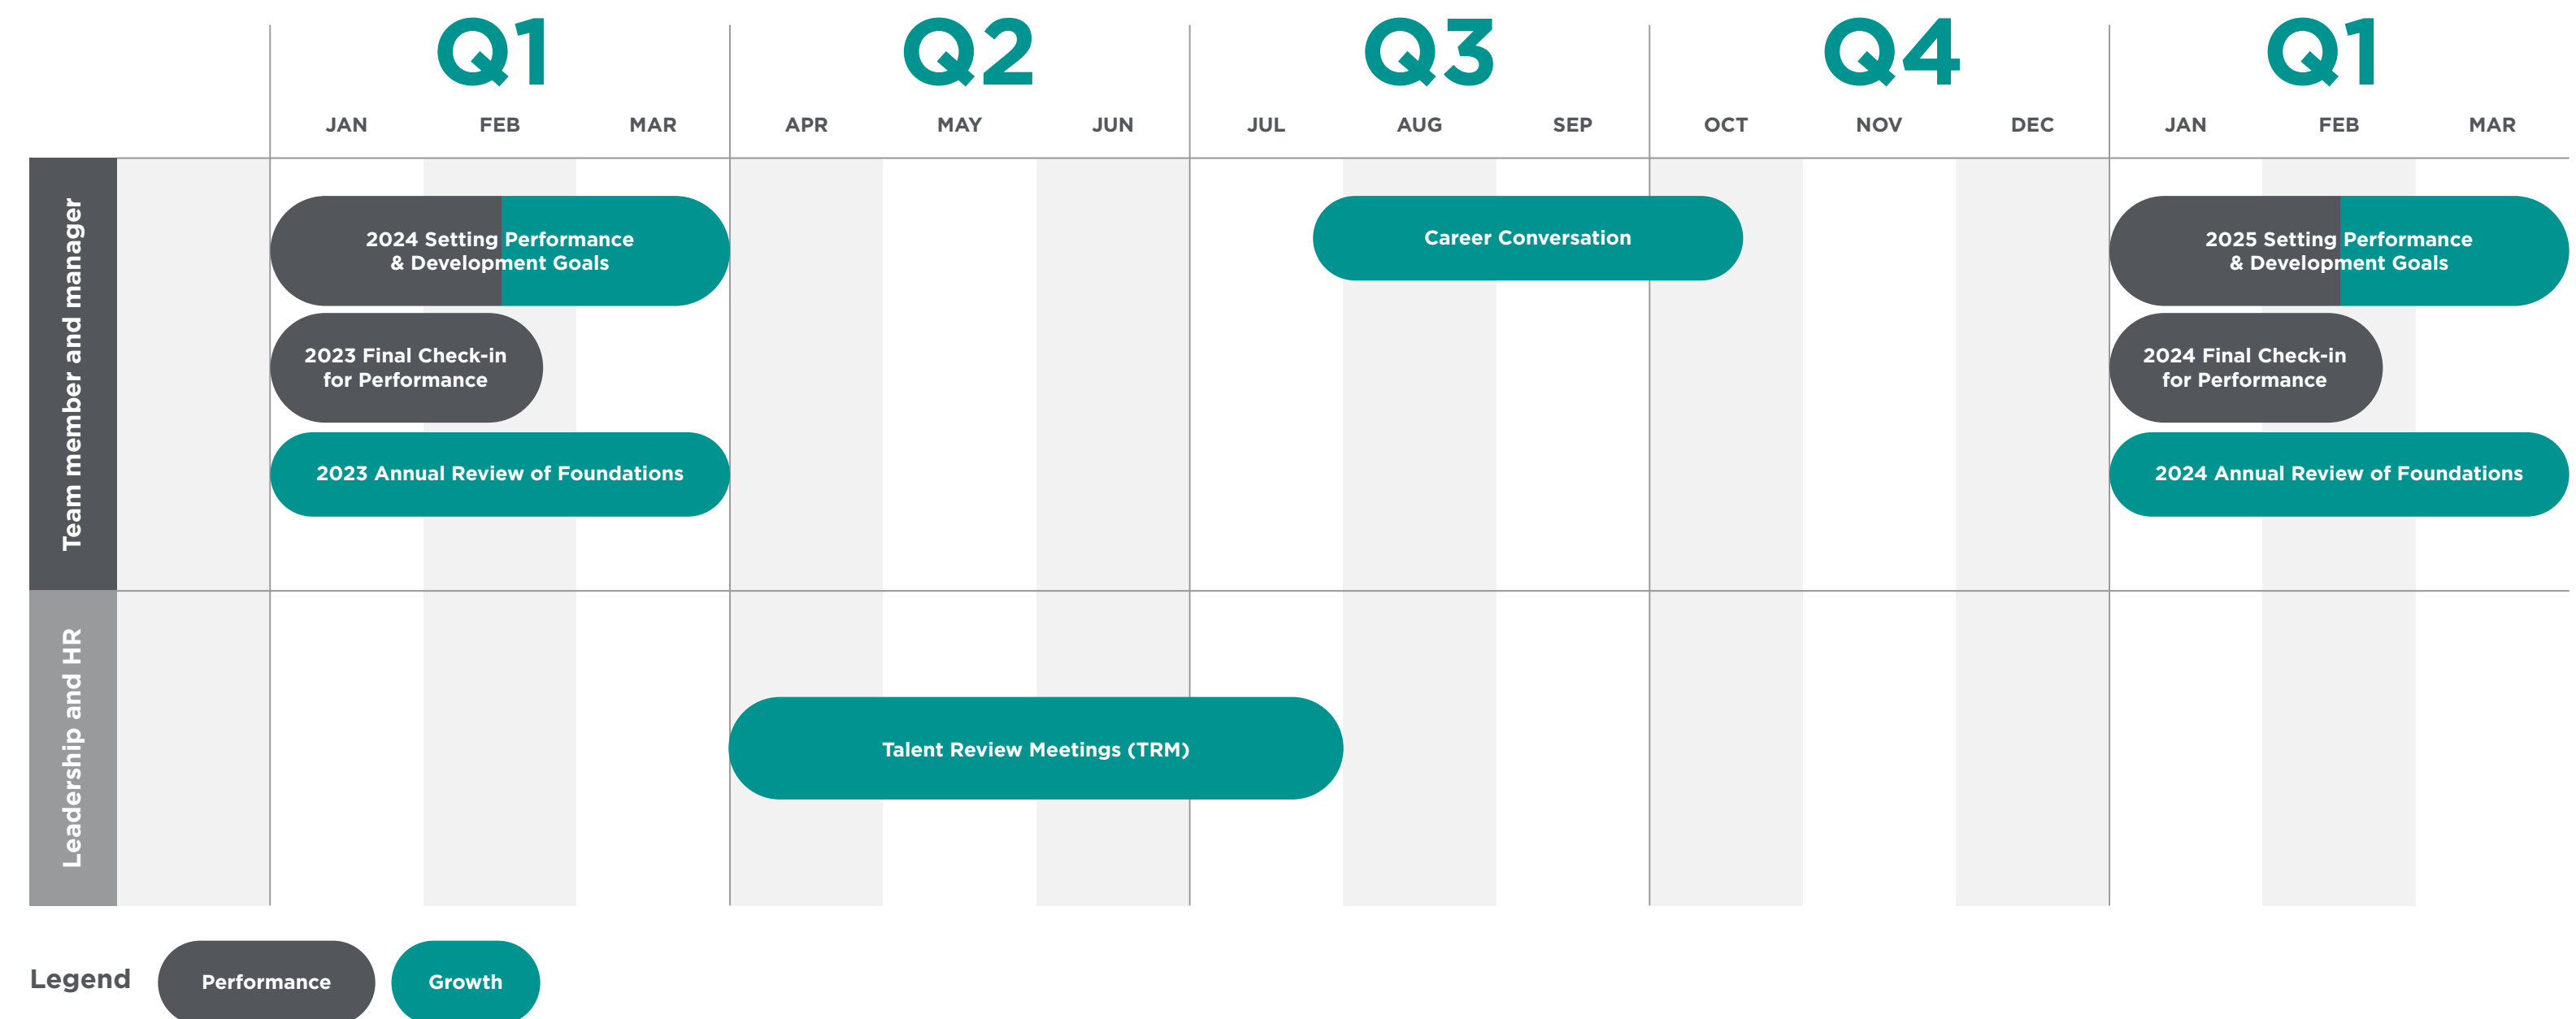 Q1 Q2 Q3 Q4 Q1
JAN FEB MAR APR MAY JUN JUL AUG SEP OCT NOV DEC JAN FEB MAR
Team member and manager
2024 Setting Performance
& Development Goals
Career Conversation
2025 Setting Performance
& Development Goals
2023 Final Check-in
for Performance
2024 Final Check-in
for Performance
2023 Annual Review of Foundations
2024 Annual Review of Foundations
Leadership and HR
Talent Review Meetings (TRM)
Legend Performance Growth